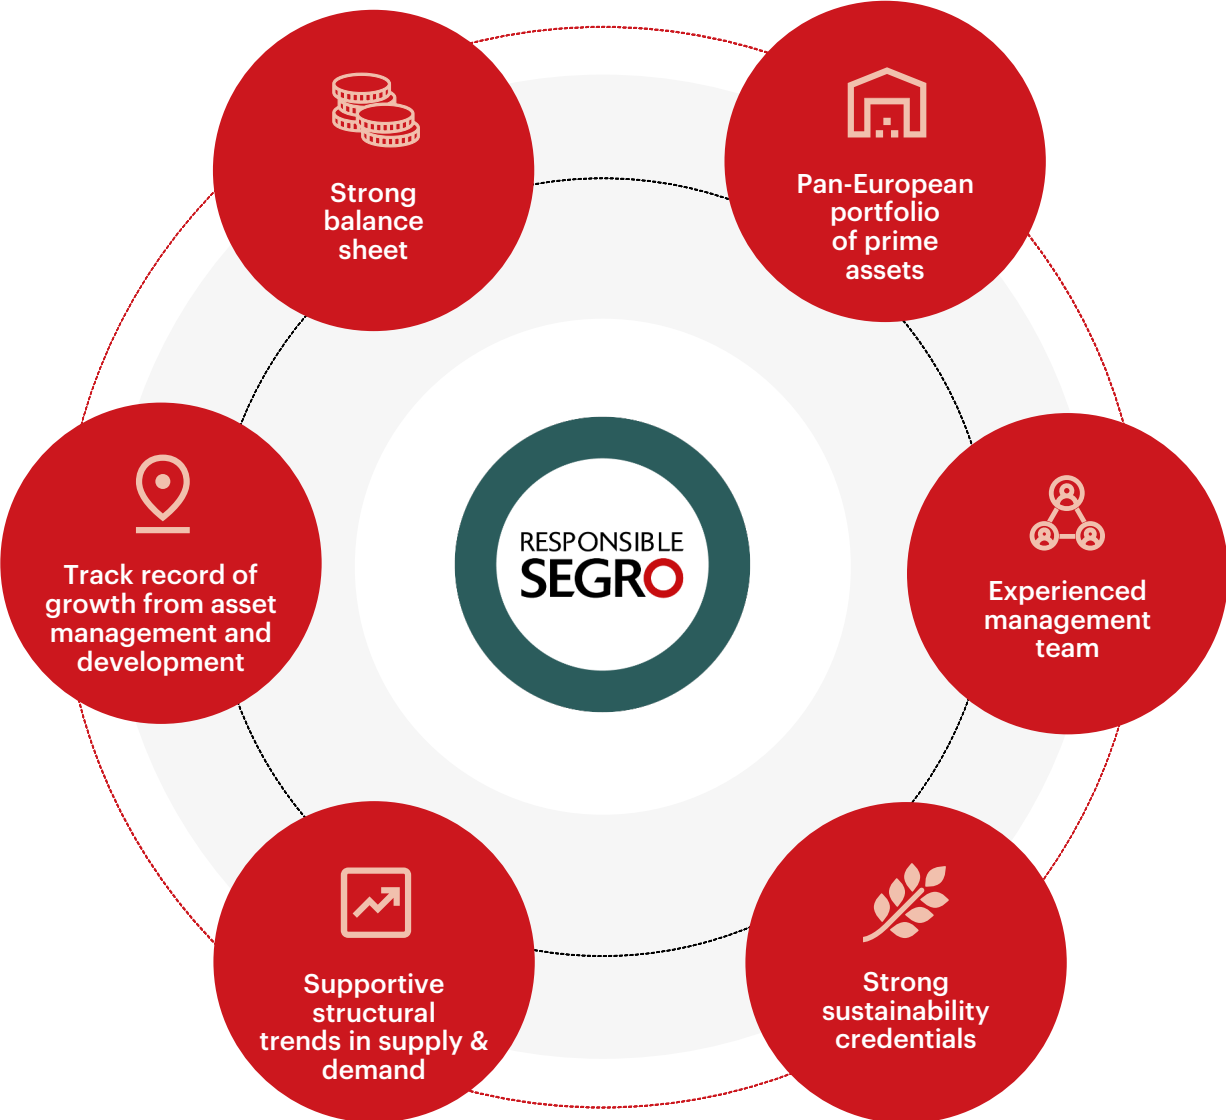 Strong
balance
sheet
Pan-European
portfolio
of prime
assets
Track record of
growth from asset
management and
development
RESPONSIBLE
SEGRO
Experienced
management
team
Supportive
structural
trends in supply &
demand
Strong
sustainability
credentials